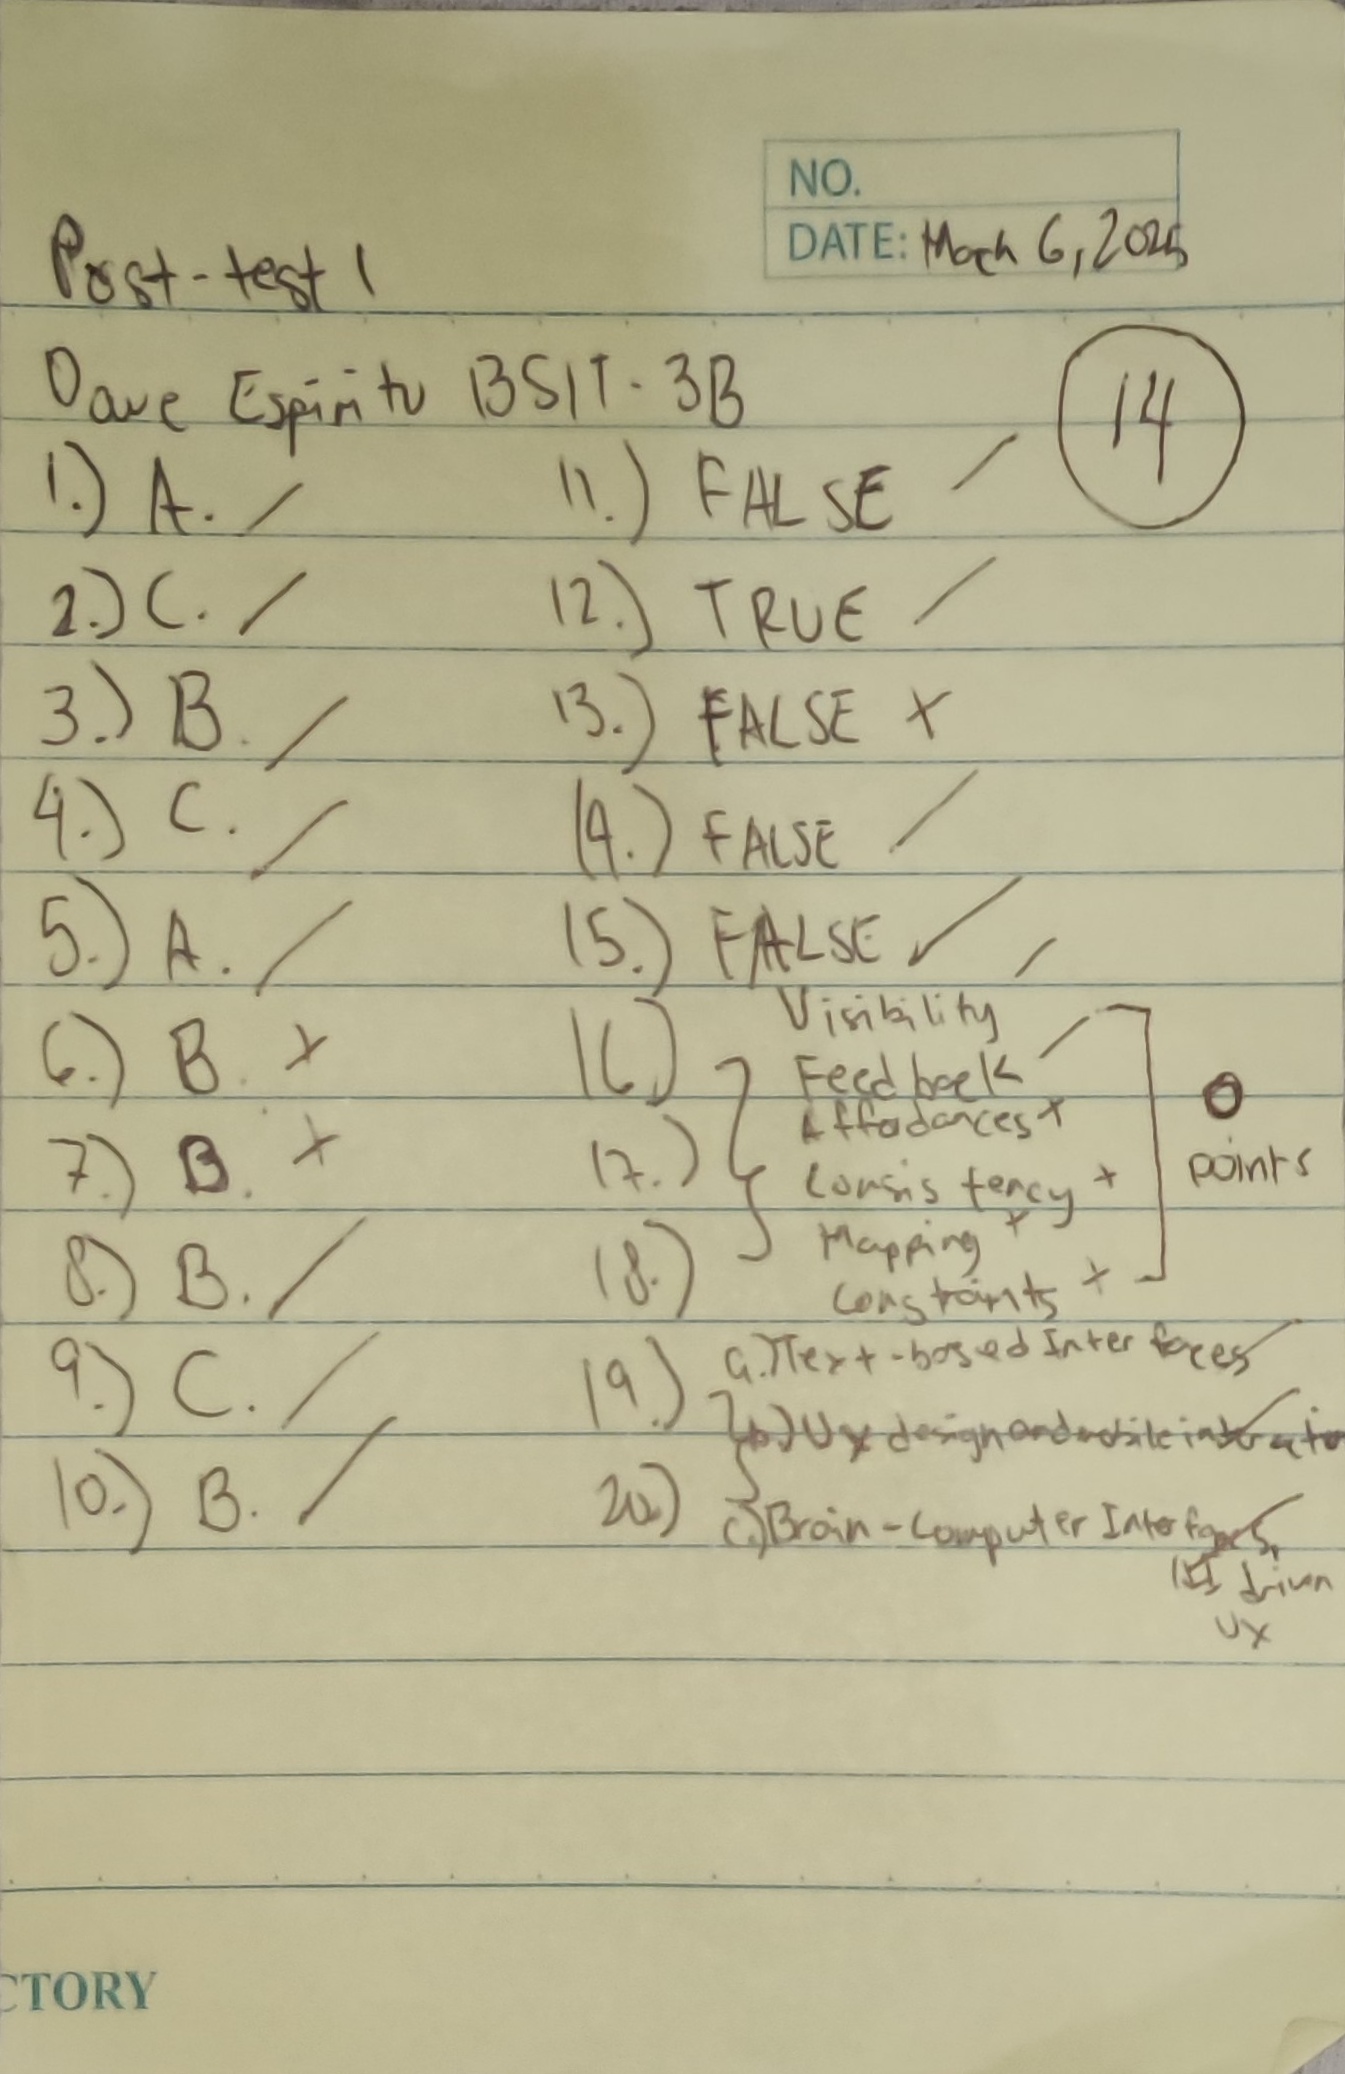 NO.
DATE: March 6, 2025
Post-test 1
Dave Espiritu BSIT-3B
14
1.) A. /
2.) C. /
3.) B. /
4.) C. /
5.) A. /
6.) B. x
7.) B. x
8.) B. /
9.) C. /
10.) B. /
11.) FALSE /
12.) TRUE /
13.) FALSE x
14.) FALSE /
15.) FALSE ✓
16.) Visibility /
Feedback /
Affordances x
17.) Consistency x
18.) Mapping x
Constraints x
0
points
19.) a.) Text-based Interfaces /
b.) UX design and mobile interaction /
20.) c.) Brain-Computer Interfaces, /
driven
UX
CTORY